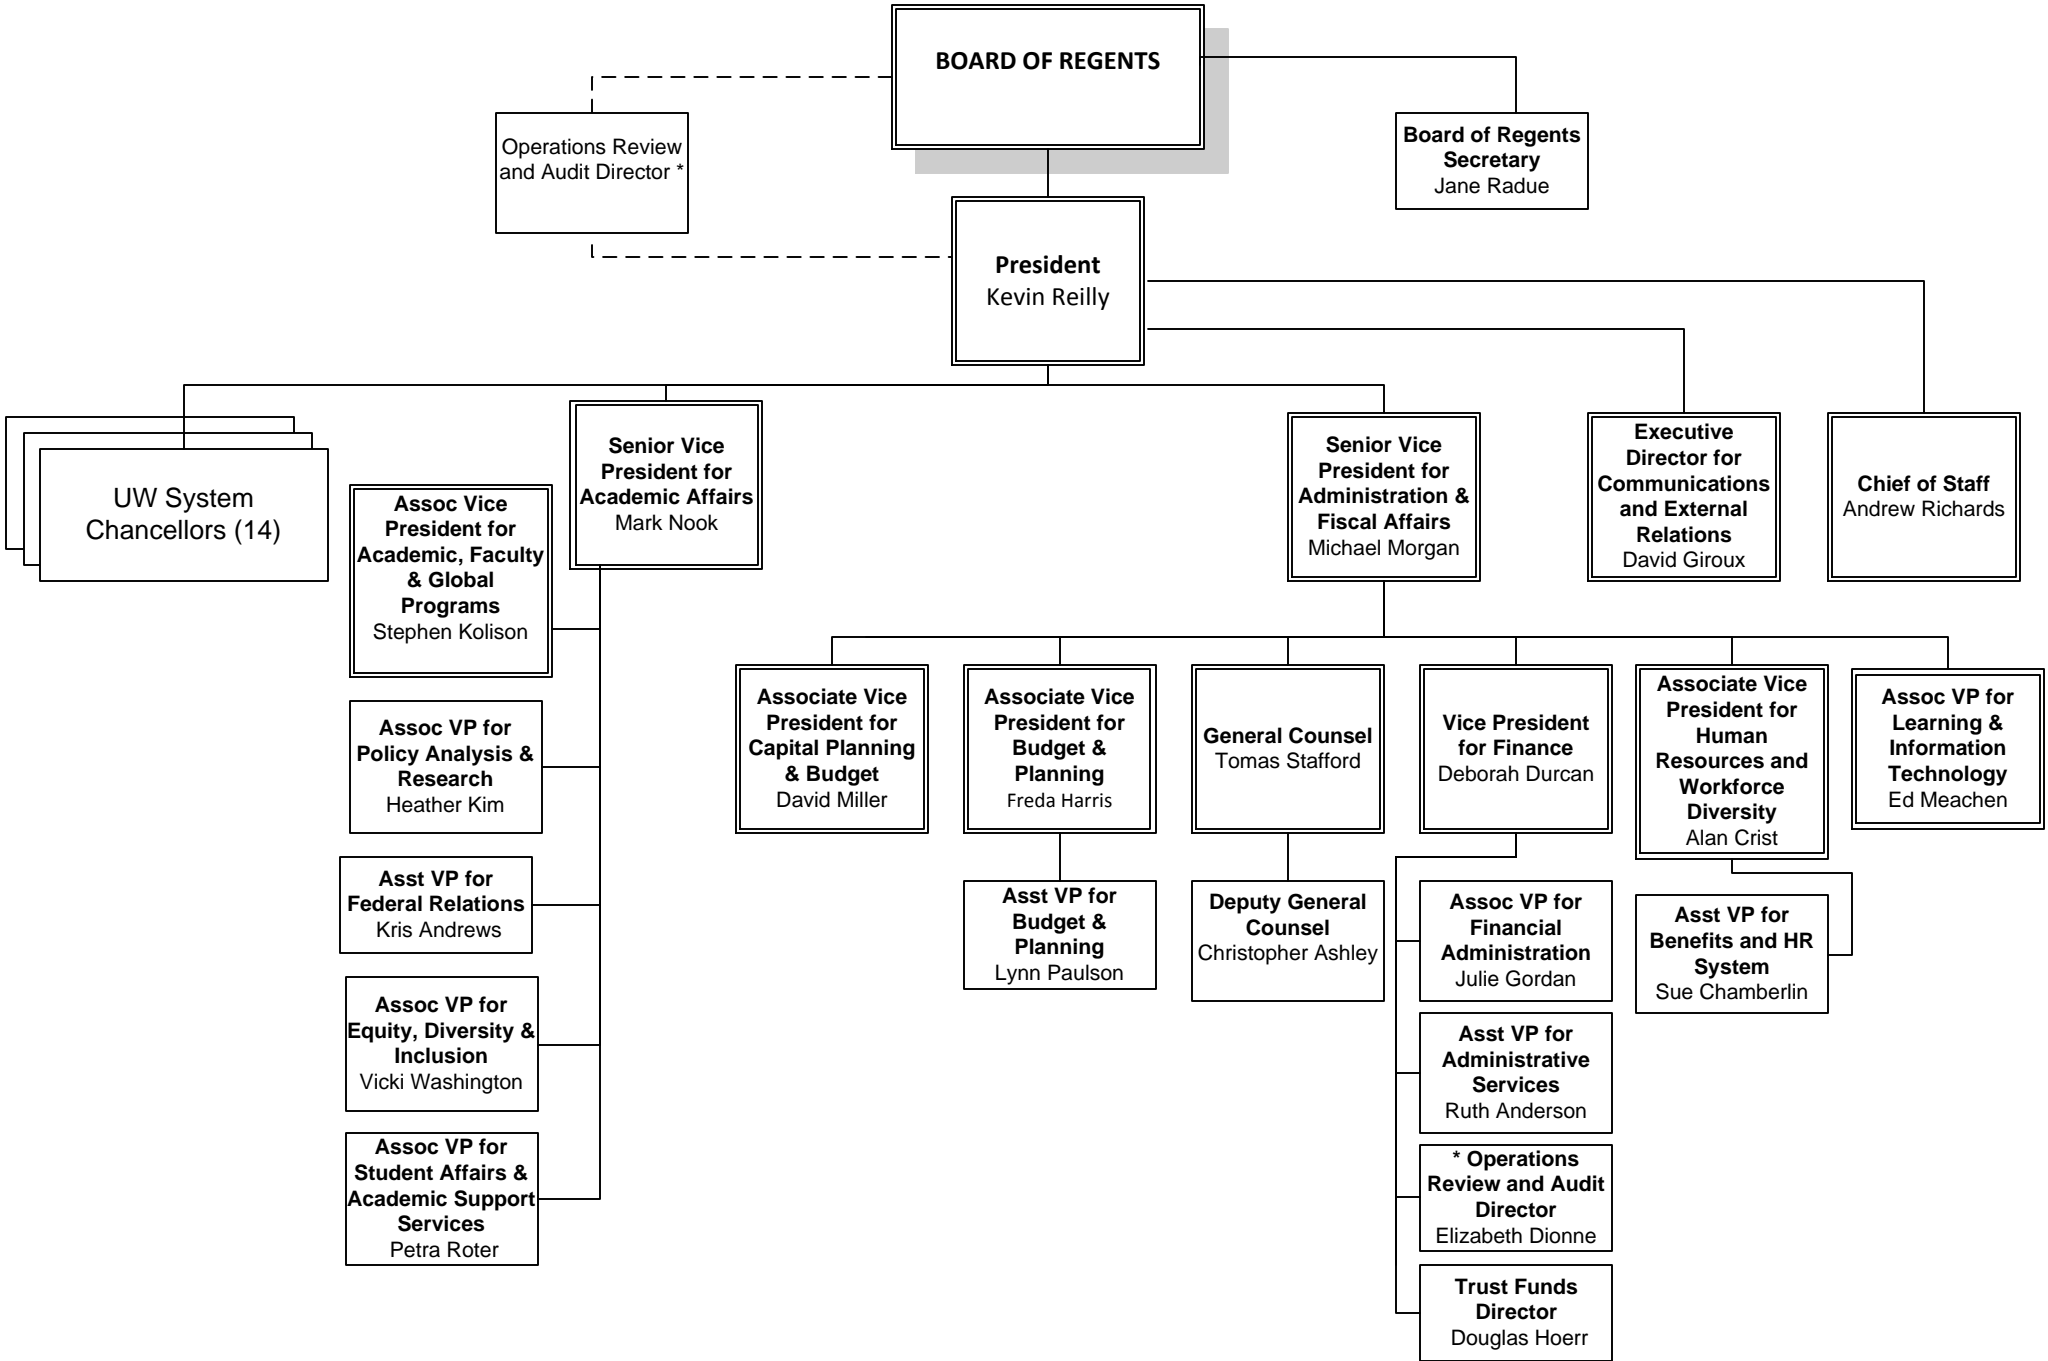 BOARD OF REGENTS
Operations Review
and Audit Director *
Board of Regents
Secretary
Jane Radue
President
Kevin Reilly
UW System
Chancellors (14)
Senior Vice
President for
Academic Affairs
Mark Nook
Senior Vice
President for
Administration &
Fiscal Affairs
Michael Morgan
Executive
Director for
Communications
and External
Relations
David Giroux
Chief of Staff
Andrew Richards
Assoc Vice
President for
Academic, Faculty
& Global
Programs
Stephen Kolison
Assoc VP for
Policy Analysis &
Research
Heather Kim
Asst VP for
Federal Relations
Kris Andrews
Assoc VP for
Equity, Diversity &
Inclusion
Vicki Washington
Assoc VP for
Student Affairs &
Academic Support
Services
Petra Roter
Associate Vice
President for
Capital Planning
& Budget
David Miller
Associate Vice
President for
Budget &
Planning
Freda Harris
General Counsel
Tomas Stafford
Vice President
for Finance
Deborah Durcan
Associate Vice
President for
Human
Resources and
Workforce
Diversity
Alan Crist
Assoc VP for
Learning &
Information
Technology
Ed Meachen
Asst VP for
Budget &
Planning
Lynn Paulson
Deputy General
Counsel
Christopher Ashley
Assoc VP for
Financial
Administration
Julie Gordan
Asst VP for
Administrative
Services
Ruth Anderson
* Operations
Review and Audit
Director
Elizabeth Dionne
Trust Funds
Director
Douglas Hoerr
Asst VP for
Benefits and HR
System
Sue Chamberlin